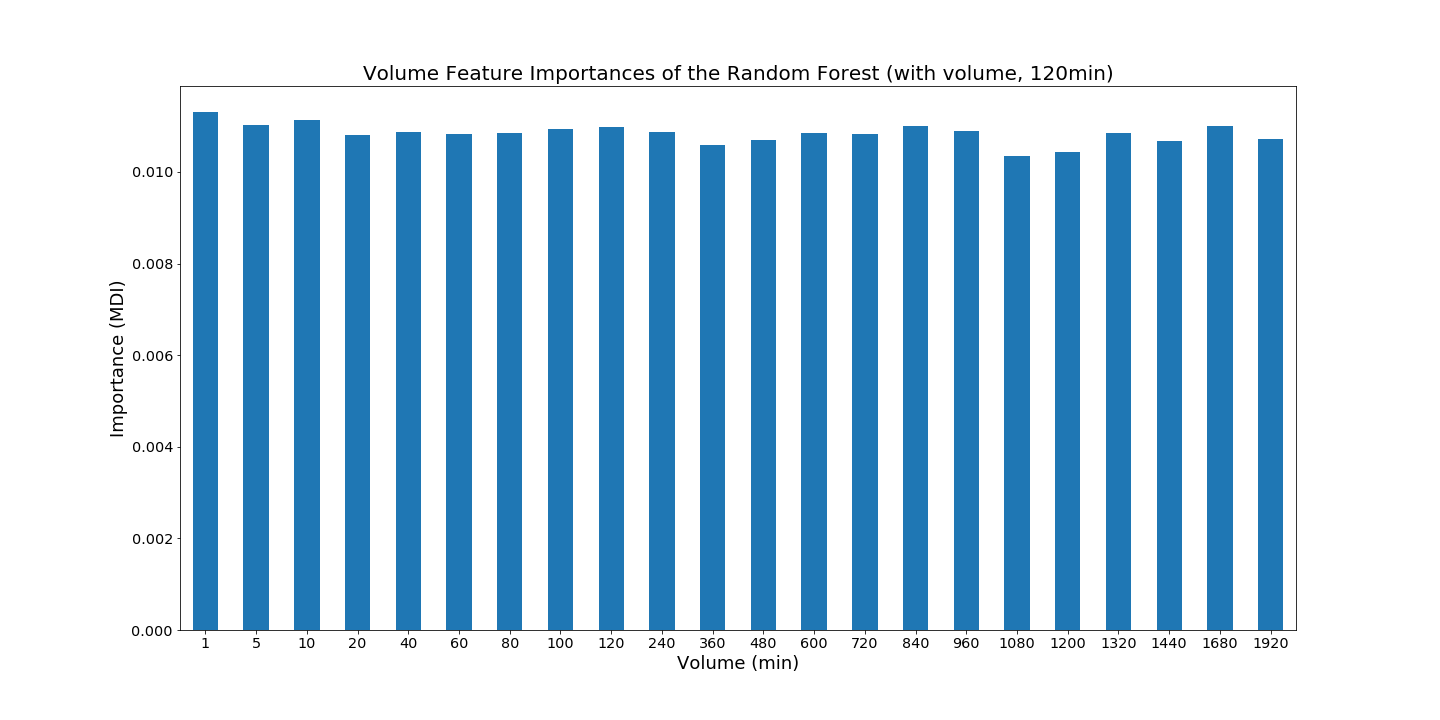 Volume Feature Importances of the Random Forest (with volume, 120min)
Importance (MDI)
0.010
0.008
0.006
0.004
0.002
0.000
1 5 10 20 40 60 80 100 120 240 360 480 600 720 840 960 1080 1200 1320 1440 1680 1920
Volume (min)